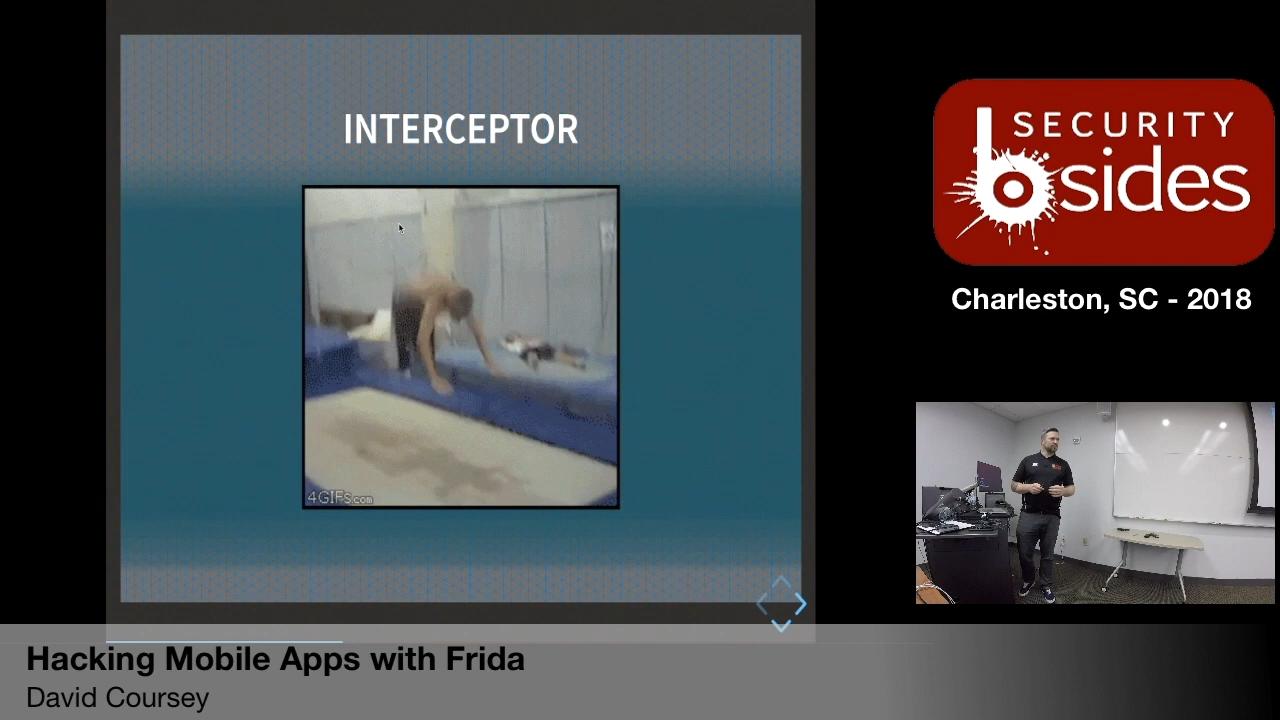 INTERCEPTOR
4GIFs.com
SECURITY
bsides
Charleston, SC - 2018
Hacking Mobile Apps with Frida
David Coursey